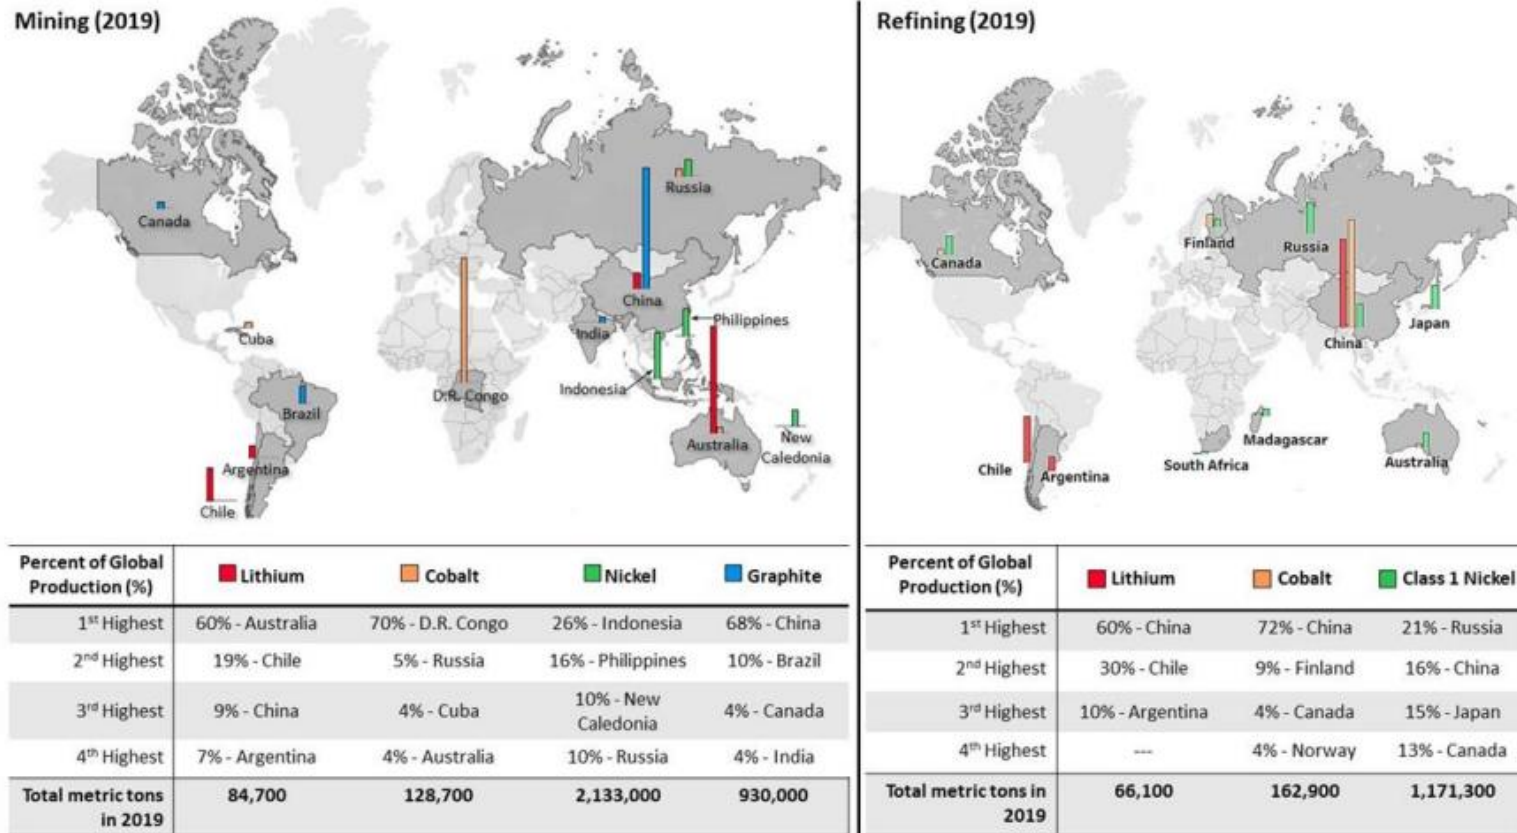 Mining (2019)
Canada
Cuba
Brazil
Argentina
Chile
D.R. Congo
Russia
China
India
Philippines
Indonesia
Australia
New
Caledonia
Percent of Global
Production (%)
Lithium Cobalt Nickel Graphite
1st Highest 60% - Australia 70% - D.R. Congo 26% - Indonesia 68% - China
2nd Highest 19% - Chile 5% - Russia 16% - Philippines 10% - Brazil
3rd Highest 9% - China 4% - Cuba 10% - New
Caledonia 4% - Canada
4th Highest 7% - Argentina 4% - Australia 10% - Russia 4% - India
Total metric tons
in 2019 84,700 128,700 2,133,000 930,000
Refining (2019)
Canada
Finland
Russia
Japan
China
Madagascar
South Africa
Chile
Argentina
Australia
Percent of Global
Production (%)
Lithium Cobalt Class 1 Nickel
1st Highest 60% - China 72% - China 21% - Russia
2nd Highest 30% - Chile 9% - Finland 16% - China
3rd Highest 10% - Argentina 4% - Canada 15% - Japan
4th Highest --- 4% - Norway 13% - Canada
Total metric tons in
2019 66,100 162,900 1,171,300